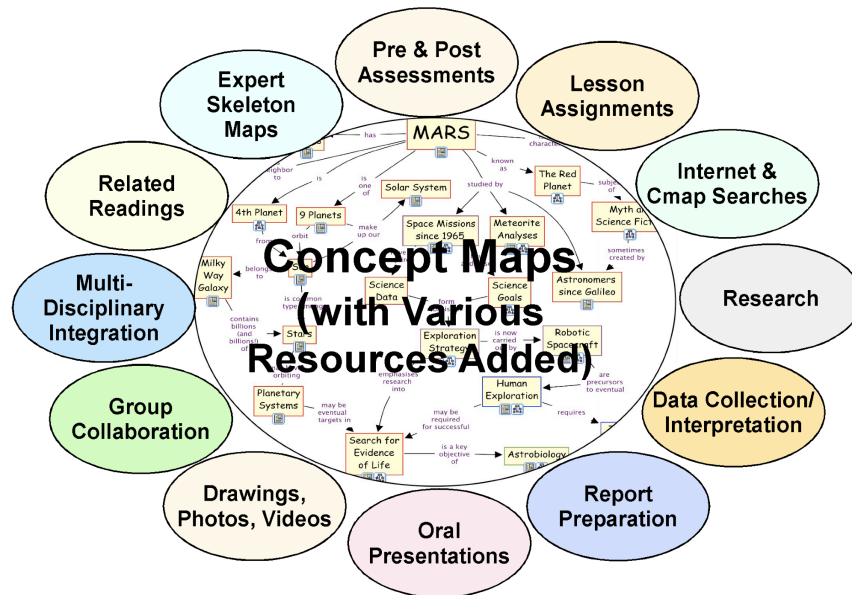 Pre & Post
Assessments
Expert
Skeleton
Maps
Lesson
Assignments
Related
Readings
Internet &
Cmap Searches
Multi-
Disciplinary
Integration
Research
Group
Collaboration
Data Collection/
Interpretation
Drawings,
Photos, Videos
Report
Preparation
Oral
Presentations
Concept Maps
(with Various
Resources Added)
MARS
has
is
is
one of
known
as
studied by
The Red
Planet
Solar System
4th Planet
9 Planets
make
up our
orbit
from
Space Missions
since 1965
Meteorite
Analyses
sometimes
created by
Milky
Way
Galaxy
belongs
to
Science
Data
Science
Goals
Astronomers
since Galileo
is common
contains
billions (and
billions!) of
Stars
form
Exploration
Strategy
is now
carried
out by
Robotic
Spacecraft
orbiting
emphasises
research
into
are
precursors
to eventual
Planetary
Systems
Human
Exploration
may be
eventual
targets in
may be
required
for successful
requires
Search for
Evidence
of Life
is a key
objective
of
Astrobiology